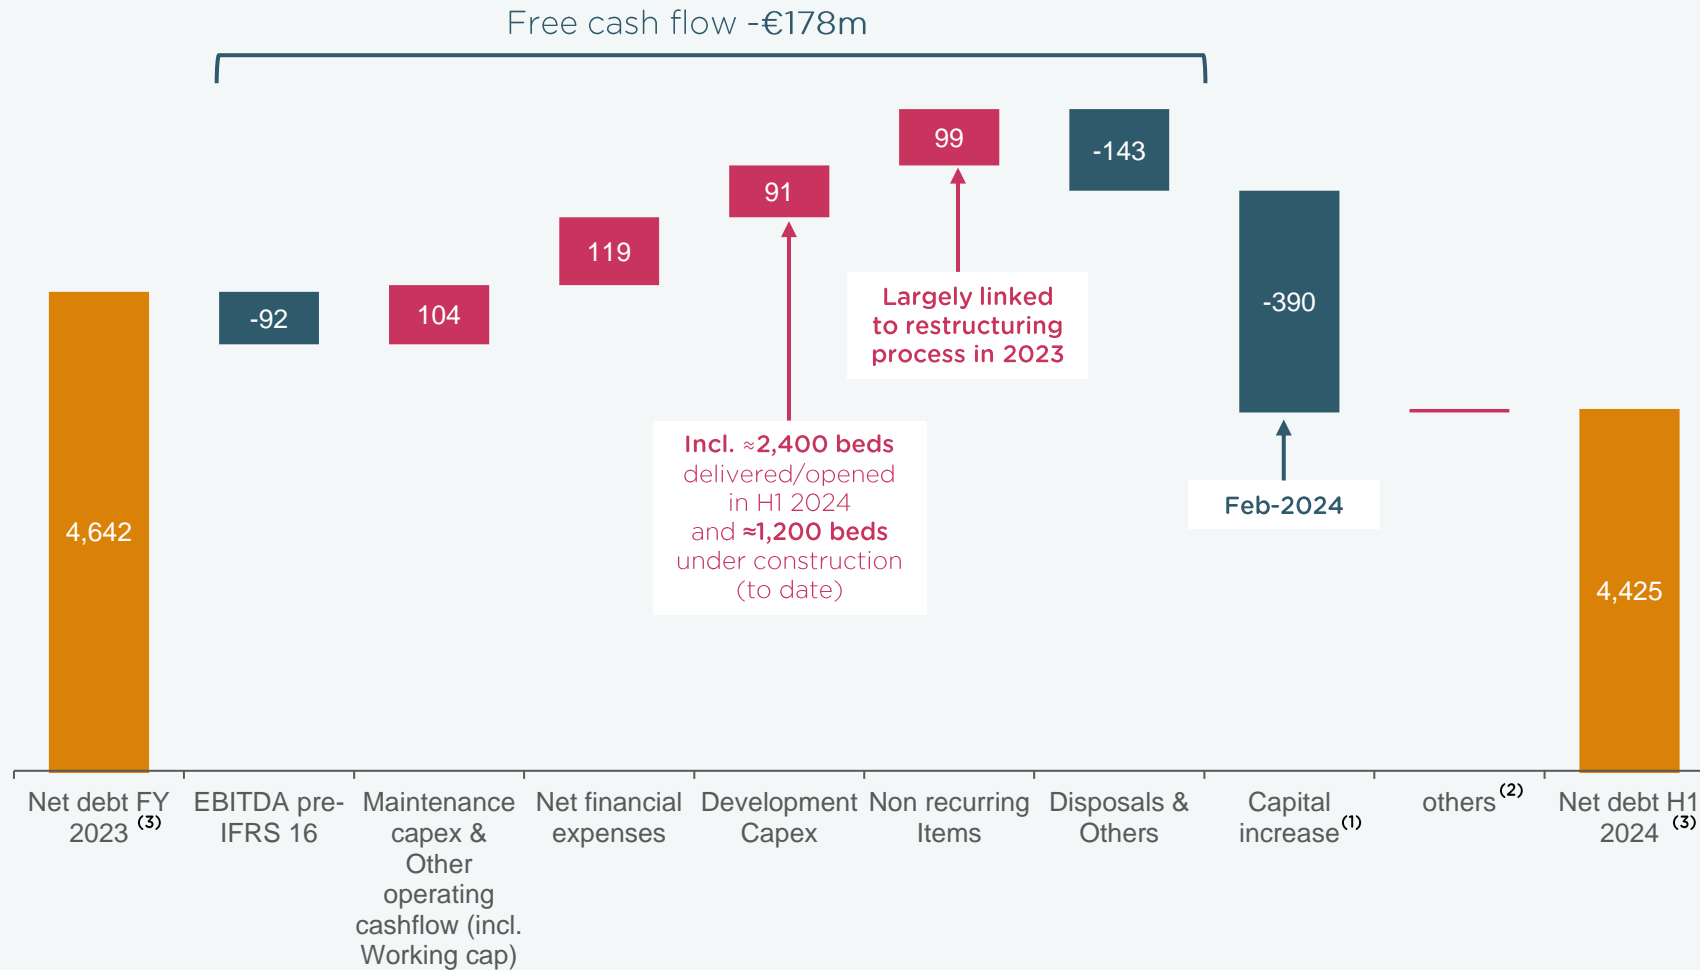 Free cash flow -€178m
99
-143
91
119
Largely linked
to restructuring
process in 2023
-390
-92
104
Incl. ≈2,400 beds
delivered/opened
in H1 2024
and ≈1,200 beds
under construction
(to date)
Feb-2024
4,642
4,425
Net debt FY
2023 (3)
EBITDA pre-
IFRS 16
Maintenance
capex &
Other
operating
cashflow (incl.
Working cap)
Net financial
expenses
Development
Capex
Non recurring
Items
Disposals &
Others
Capital
increase(1)
others (2)
Net debt H1
2024 (3)